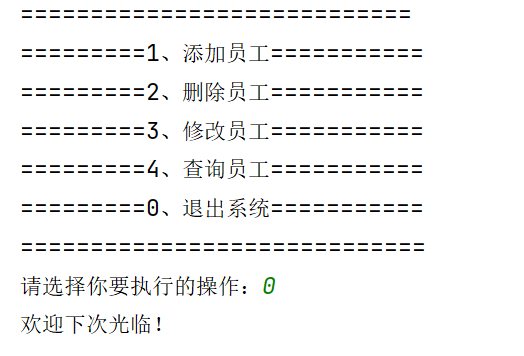 ============================
=========1、添加员工===========
=========2、删除员工===========
=========3、修改员工===========
=========4、查询员工===========
=========0、退出系统===========
=============================
请选择你要执行的操作：0
欢迎下次光临！